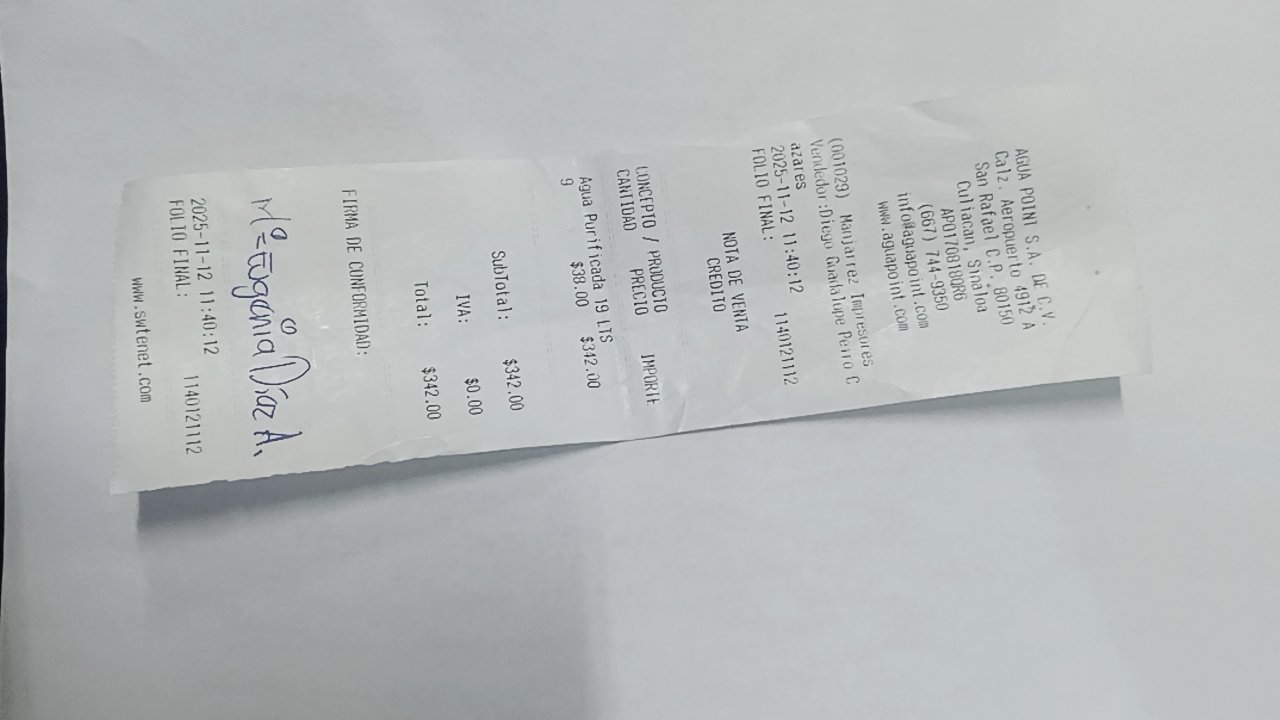 AGUA POINT S.A. DE C.V.
Calz. Aeropuerto 4912 A
San Rafael C.P. 80150
Culiacan, Sinaloa
APO170818QR6
(667) 744-9350
info@aguapoint.com
www.aguapoint.com
(001029) Manjarrez Impresores
Vendedor:Diego Guadalupe Perro C
azares
2025-11-12 11:40:12 1140121112
FOLIO FINAL:
NOTA DE VENTA
CREDITO
CONCEPTO / PRODUCTO
CANTIDAD PRECIO IMPORTE
Agua Purificada 19 LTS
9 $38.00 $342.00
SubTotal: $342.00
IVA: $0.00
Total: $342.00
FIRMA DE CONFORMIDAD:
Mª Eugenia Díaz A.
2025-11-12 11:40:12 1140121112
FOLIO FINAL:
www.swtenet.com